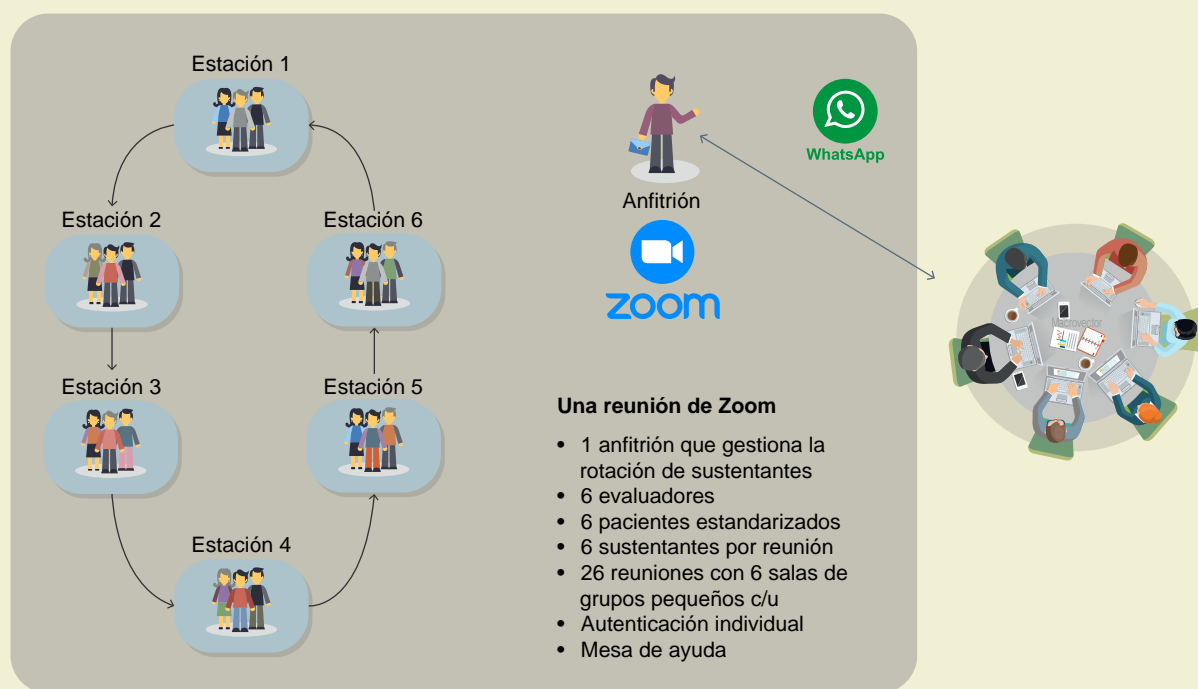 Estación 1
Estación 2
Estación 3
Estación 4
Estación 5
Estación 6
WhatsApp
Anfitrión
zoom
Macrovector
Una reunión de Zoom
• 1 anfitrión que gestiona la
rotación de sustentantes
• 6 evaluadores
• 6 pacientes estandarizados
• 6 sustentantes por reunión
• 26 reuniones con 6 salas de
grupos pequeños c/u
• Autenticación individual
• Mesa de ayuda